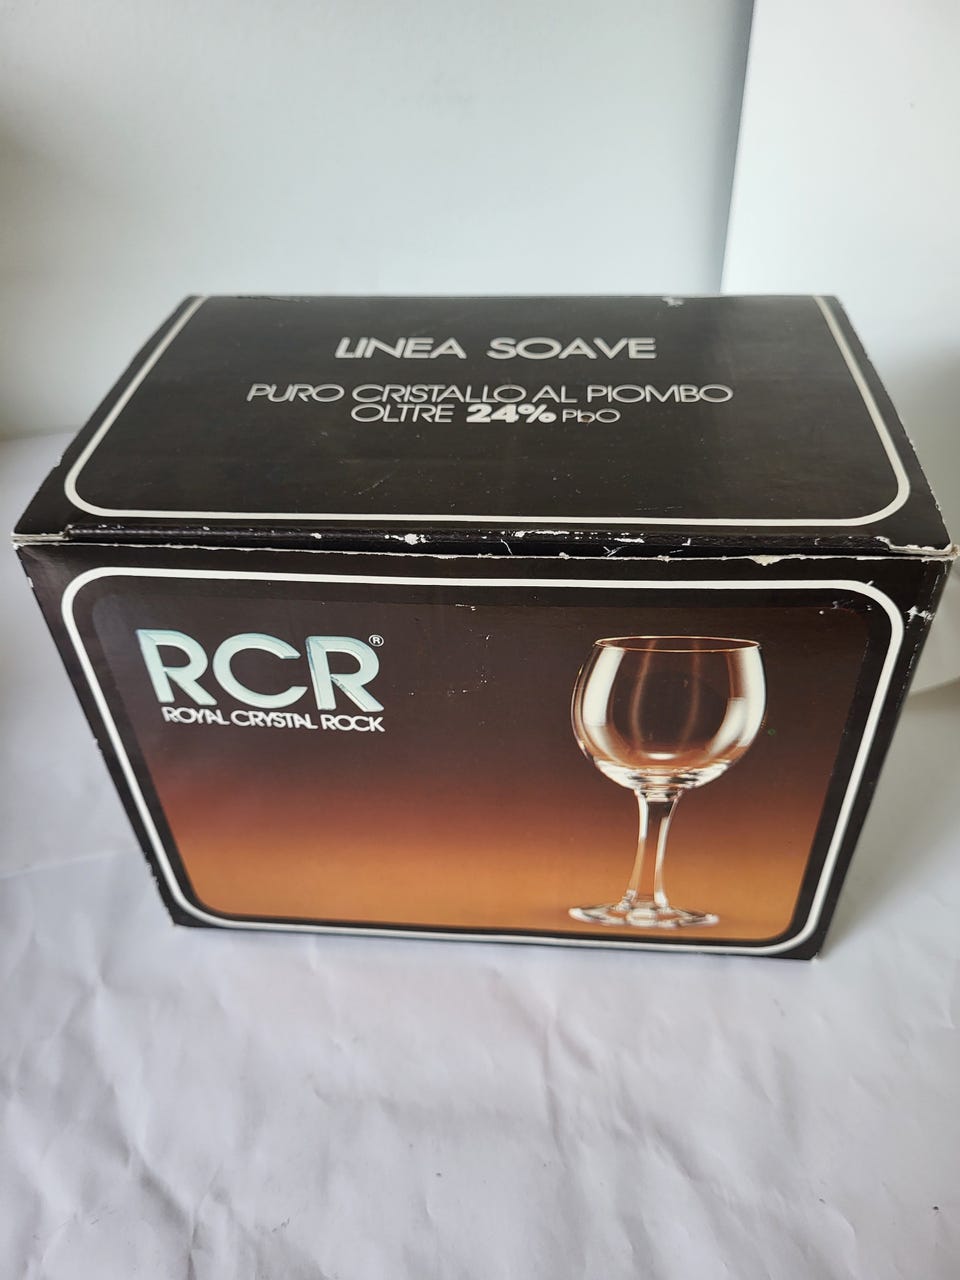 LINEA SOAVE
PURO CRISTALLO AL PIOMBO
OLTRE 24% PbO
RCR®
ROYAL CRYSTAL ROCK